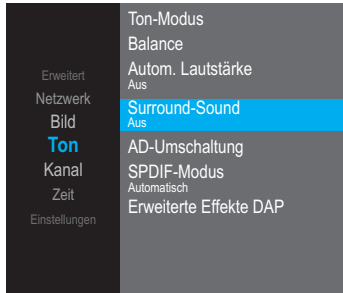 Erweitert
Netzwerk
Bild
Ton
Kanal
Zeit
Einstellungen
Ton-Modus
Balance
Autom. Lautstärke
Aus
Surround-Sound
Aus
AD-Umschaltung
SPDIF-Modus
Automatisch
Erweiterte Effekte DAP